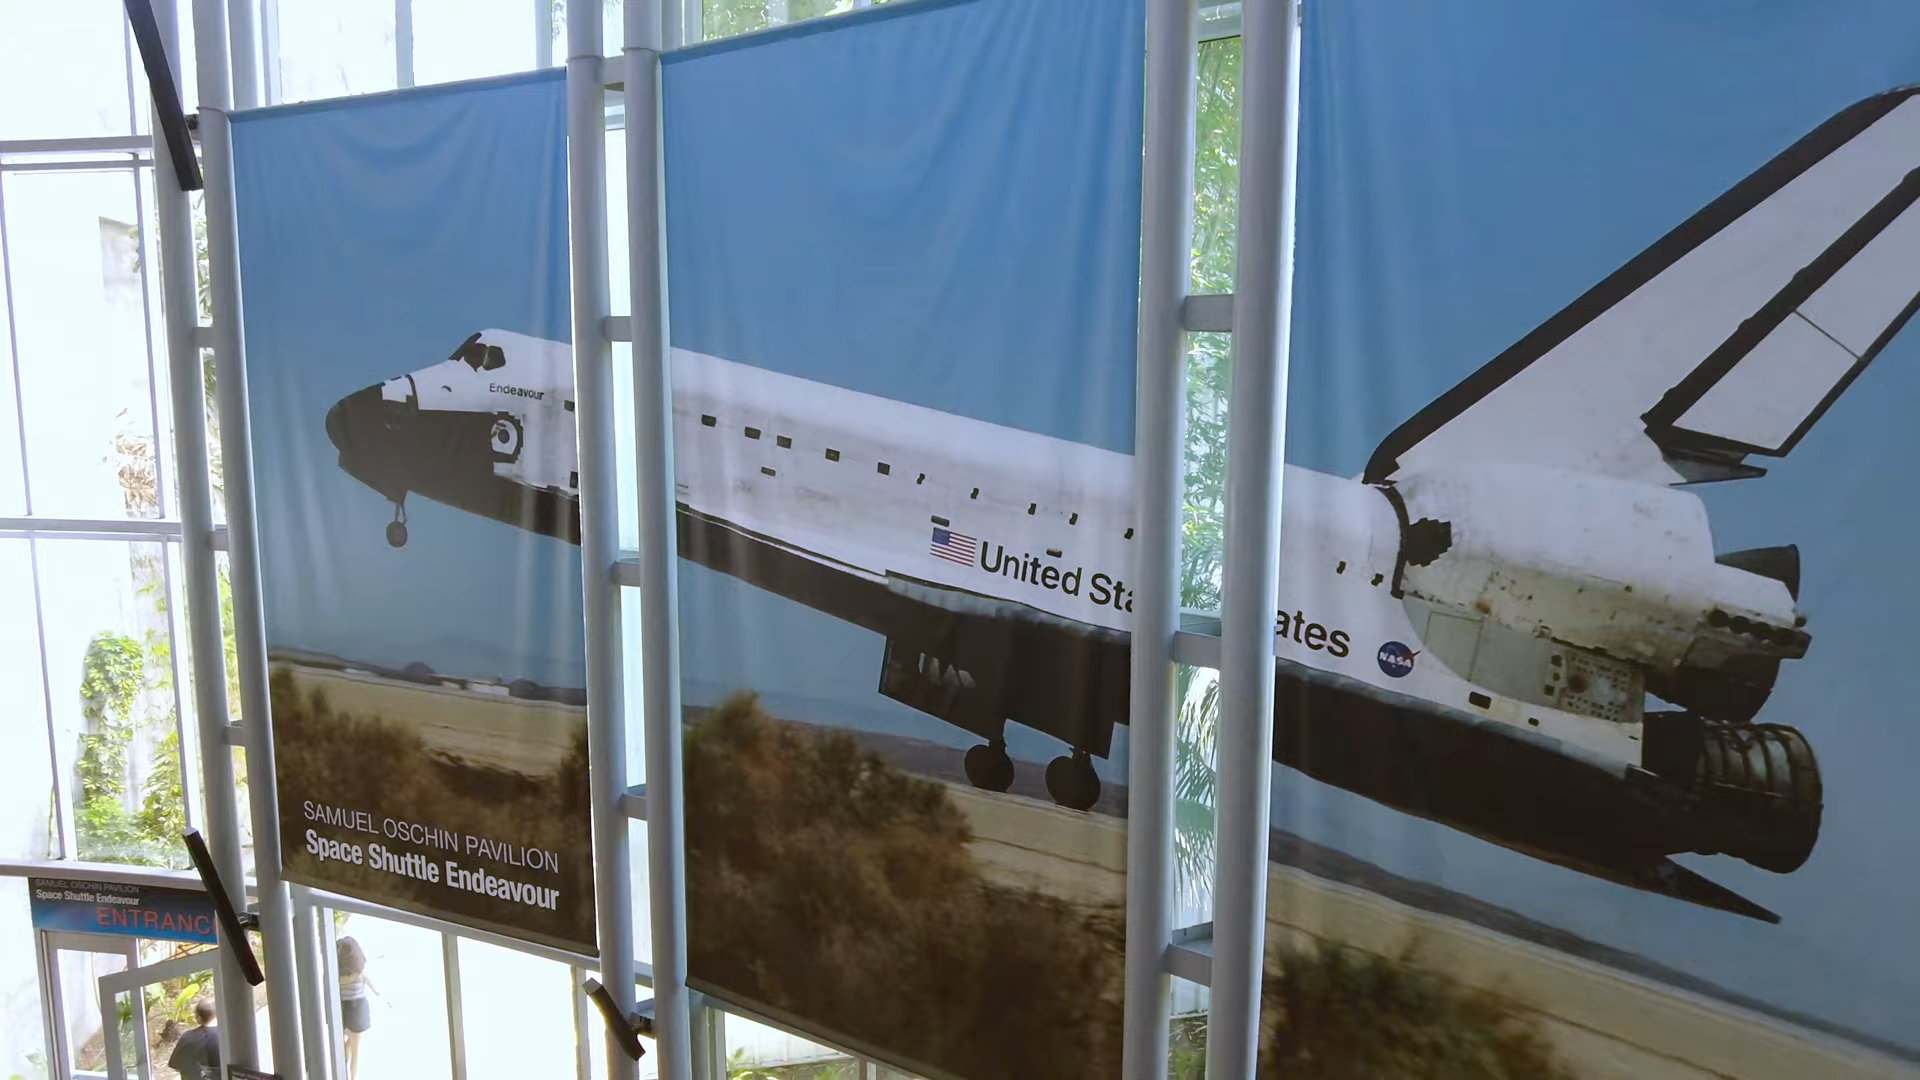 Endeavour
United Sta
ates
NASA
SAMUEL OSCHIN PAVILION
Space Shuttle Endeavour
SAMUEL OSCHIN PAVILION
Space Shuttle Endeavour
ENTRANC